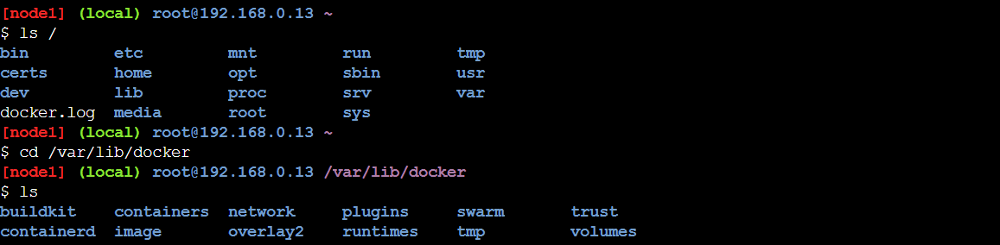 [node1] (local) root@192.168.0.13 ~
$ ls /
bin etc mnt run tmp
certs home opt sbin usr
dev lib proc srv var
docker.log media root sys
[node1] (local) root@192.168.0.13 ~
$ cd /var/lib/docker
[node1] (local) root@192.168.0.13 /var/lib/docker
$ ls
buildkit containers network plugins swarm trust
containerd image overlay2 runtimes tmp volumes